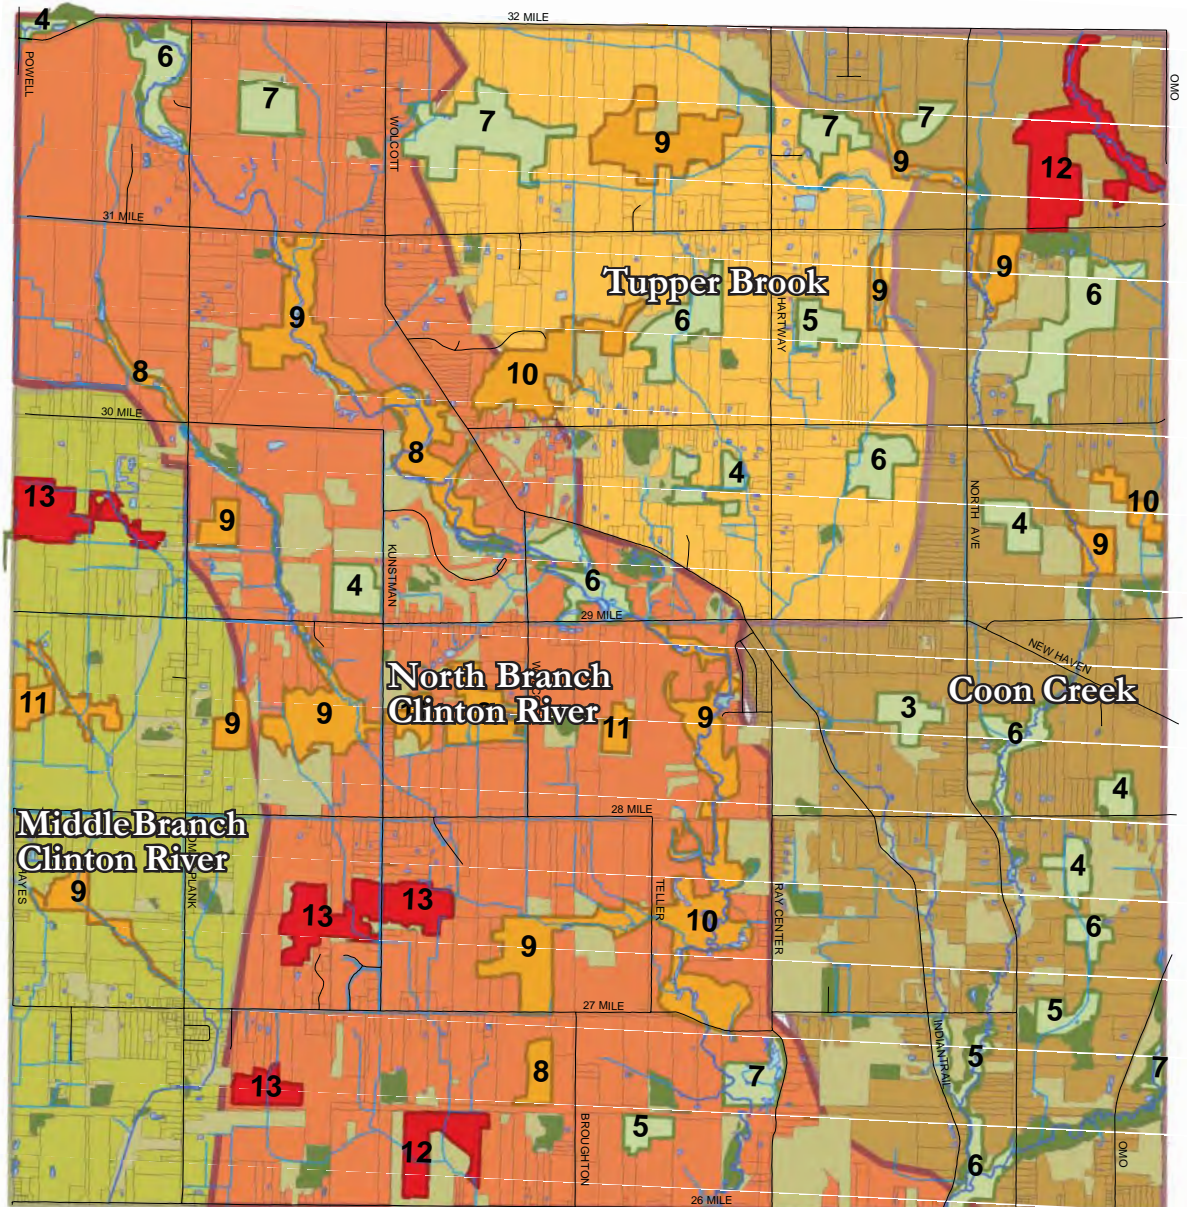 32 MILE
4
POWELL
6
7
WOLCOTT
7
9
7
7
9
12
OMO
31 MILE
9
Tupper Brook
6
5
HARTWAY
9
9
6
8
10
30 MILE
8
4
6
NORTH AVE
10
13
9
4
KUNSTMAN
6
4
9
29 MILE
NEW HAVEN
North Branch
Clinton River
Coon Creek
11
9
9
11
9
3
6
28 MILE
4
Middle Branch
Clinton River
HAYES
PLANK
9
13
13
9
TELLER
10
RAY CENTER
4
6
27 MILE
5
INDIAN TRAIL
5
7
13
8
7
12
BROUGHTON
5
6
OMO
26 MILE